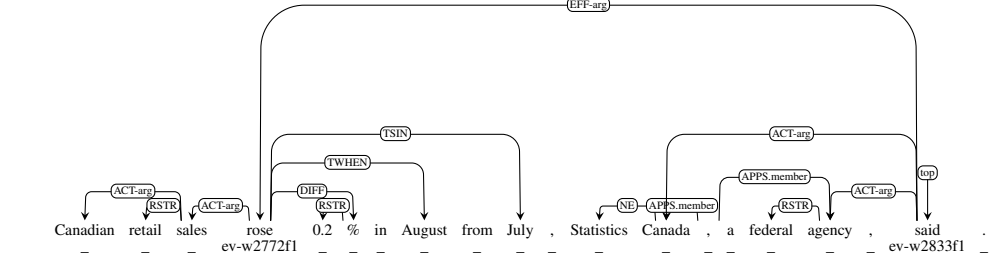 EFF-arg
TSIN ACT-arg
TWHEN APPS.member top
ACT-arg DIFF ACT-arg
RSTR ACT-arg RSTR NE APPS.member RSTR
Canadian retail sales rose 0.2 % in August from July , Statistics Canada , a federal agency , said .
ev-w2772f1 ev-w2833f1
_ _ _ _ _ _ _ _ _ _ _ _ _ _ _ _ _ _